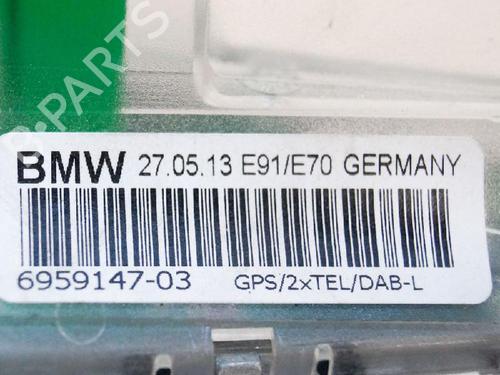 BMW 27.05.13 E91/E70 GERMANY
6959147-03 GPS/2xTEL/DAB-L